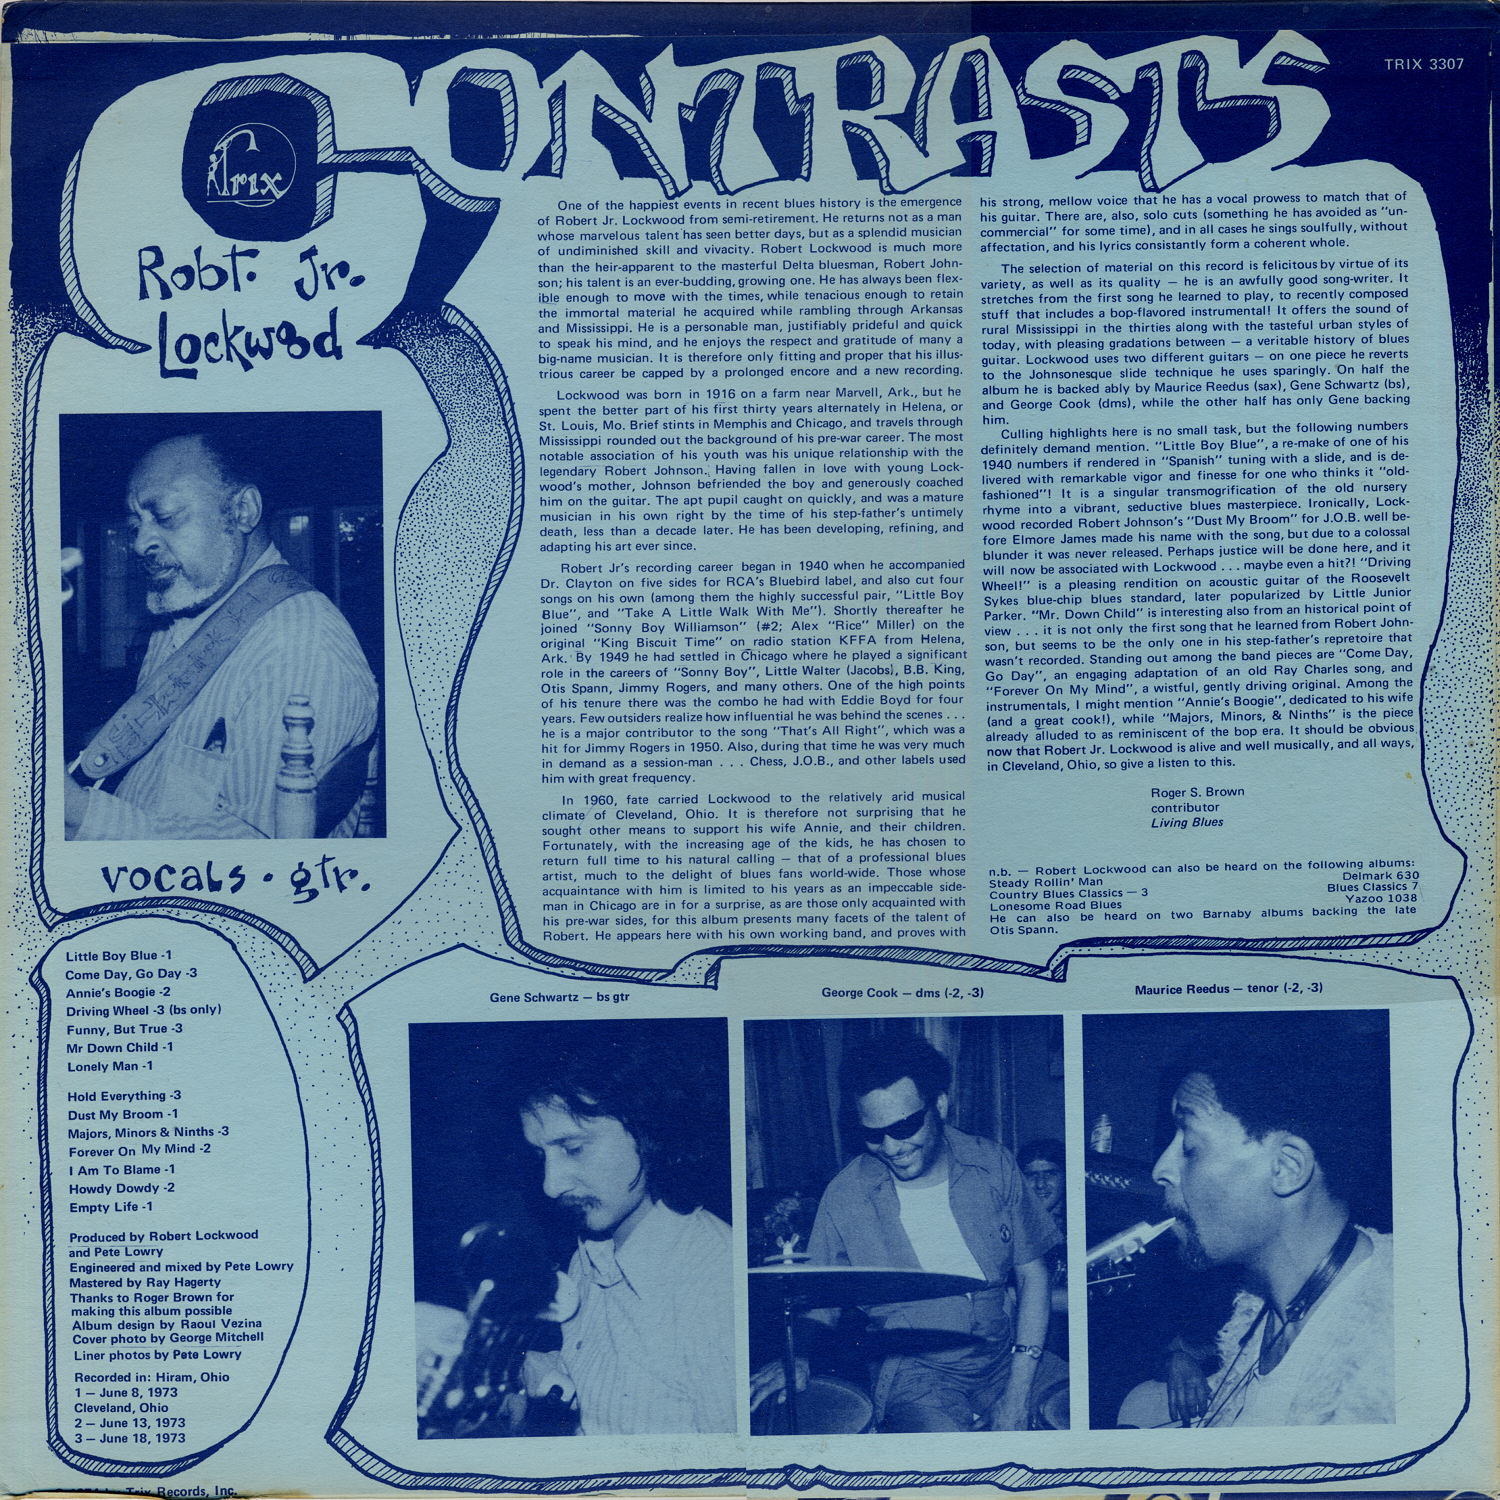 CONTRASTS
TRIX 3307
Trix
Robt. Jr.
Lockwood
vocals • gtr.
One of the happiest events in recent blues history is the emergence
of Robert Jr. Lockwood from semi-retirement. He returns not as a man
whose marvelous talent has seen better days, but as a splendid musician
of undiminished skill and vivacity. Robert Lockwood is much more
than the heir-apparent to the masterful Delta bluesman, Robert John-
son; his talent is an ever-budding, growing one. He has always been flex-
ible enough to move with the times, while tenacious enough to retain
the immortal material he acquired while rambling through Arkansas
and Mississippi. He is a personable man, justifiably prideful and quick
to speak his mind, and he enjoys the respect and gratitude of many a
big-name musician. It is therefore only fitting and proper that his illus-
trious career be capped by a prolonged encore and a new recording.
Lockwood was born in 1916 on a farm near Marvell, Ark., but he
spent the better part of his first thirty years alternately in Helena, or
St. Louis, Mo. Brief stints in Memphis and Chicago, and travels through
Mississippi rounded out the background of his pre-war career. The most
notable association of his youth was his unique relationship with the
legendary Robert Johnson. Having fallen in love with young Lock-
wood's mother, Johnson befriended the boy and generously coached
him on the guitar. The apt pupil caught on quickly, and was a mature
musician in his own right by the time of his step-father's untimely
death, less than a decade later. He has been developing, refining, and
adapting his art ever since.
Robert Jr's recording career began in 1940 when he accompanied
Dr. Clayton on five sides for RCA's Bluebird label, and also cut four
songs on his own (among them the highly successful pair, "Little Boy
Blue", and "Take A Little Walk With Me"). Shortly thereafter he
joined "Sonny Boy Williamson" (#2; Alex "Rice" Miller) on the
original "King Biscuit Time" on radio station KFFA from Helena,
Ark. By 1949 he had settled in Chicago where he played a significant
role in the careers of "Sonny Boy", Little Walter (Jacobs), B.B. King,
Otis Spann, Jimmy Rogers, and many others. One of the high points
of his tenure there was the combo he had with Eddie Boyd for four
years. Few outsiders realize how influential he was behind the scenes . . .
he is a major contributor to the song "That's All Right", which was a
hit for Jimmy Rogers in 1950. Also, during that time he was very much
in demand as a session-man . . . Chess, J.O.B., and other labels used
him with great frequency.
In 1960, fate carried Lockwood to the relatively arid musical
climate of Cleveland, Ohio. It is therefore not surprising that he
sought other means to support his wife Annie, and their children.
Fortunately, with the increasing age of the kids, he has chosen to
return full time to his natural calling — that of a professional blues
artist, much to the delight of blues fans world-wide. Those whose
acquaintance with him is limited to his years as an impeccable side-
man in Chicago are in for a surprise, as are those only acquainted with
his pre-war sides, for this album presents many facets of the talent of
Robert. He appears here with his own working band, and proves with
his strong, mellow voice that he has a vocal prowess to match that of
his guitar. There are, also, solo cuts (something he has avoided as "un-
commercial" for some time), and in all cases he sings soulfully, without
affectation, and his lyrics consistantly form a coherent whole.
The selection of material on this record is felicitous by virtue of its
variety, as well as its quality — he is an awfully good song-writer. It
stretches from the first song he learned to play, to recently composed
stuff that includes a bop-flavored instrumental! It offers the sound of
rural Mississippi in the thirties along with the tasteful urban styles of
today, with pleasing gradations between — a veritable history of blues
guitar. Lockwood uses two different guitars — on one piece he reverts
to the Johnsonesque slide technique he uses sparingly. On half the
album he is backed ably by Maurice Reedus (sax), Gene Schwartz (bs),
and George Cook (dms), while the other half has only Gene backing
him.
Culling highlights here is no small task, but the following numbers
definitely demand mention. "Little Boy Blue", a re-make of one of his
1940 numbers if rendered in "Spanish" tuning with a slide, and is de-
livered with remarkable vigor and finesse for one who thinks it "old-
fashioned"! It is a singular transmogrification of the old nursery
rhyme into a vibrant, seductive blues masterpiece. Ironically, Lock-
wood recorded Robert Johnson's "Dust My Broom" for J.O.B. well be-
fore Elmore James made his name with the song, but due to a colossal
blunder it was never released. Perhaps justice will be done here, and it
will now be associated with Lockwood . . . maybe even a hit?! "Driving
Wheel!" is a pleasing rendition on acoustic guitar of the Roosevelt
Sykes blue-chip blues standard, later popularized by Little Junior
Parker. "Mr. Down Child" is interesting also from an historical point of
view . . . it is not only the first song that he learned from Robert John-
son, but seems to be the only one in his step-father's repretoire that
wasn't recorded. Standing out among the band pieces are "Come Day,
Go Day", an engaging adaptation of an old Ray Charles song, and
"Forever On My Mind", a wistful, gently driving original. Among the
instrumentals, I might mention "Annie's Boogie", dedicated to his wife
(and a great cook!), while "Majors, Minors, & Ninths" is the piece
already alluded to as reminiscent of the bop era. It should be obvious
now that Robert Jr. Lockwood is alive and well musically, and all ways,
in Cleveland, Ohio, so give a listen to this.
Roger S. Brown
contributor
Living Blues
n.b. — Robert Lockwood can also be heard on the following albums:
Steady Rollin' Man Delmark 630
Country Blues Classics — 3 Blues Classics 7
Lonesome Road Blues Yazoo 1038
He can also be heard on two Barnaby albums backing the late
Otis Spann.
Little Boy Blue -1
Come Day, Go Day -3
Annie's Boogie -2
Driving Wheel -3 (bs only)
Funny, But True -3
Mr Down Child -1
Lonely Man -1
Hold Everything -3
Dust My Broom -1
Majors, Minors & Ninths -3
Forever On My Mind -2
I Am To Blame -1
Howdy Dowdy -2
Empty Life -1
Produced by Robert Lockwood
and Pete Lowry
Engineered and mixed by Pete Lowry
Mastered by Ray Hagerty
Thanks to Roger Brown for
making this album possible
Album design by Raoul Vezina
Cover photo by George Mitchell
Liner photos by Pete Lowry
Recorded in: Hiram, Ohio
1 — June 8, 1973
Cleveland, Ohio
2 — June 13, 1973
3 — June 18, 1973
Gene Schwartz — bs gtr
George Cook — dms (-2, -3)
Maurice Reedus — tenor (-2, -3)
Trix Records, Inc.